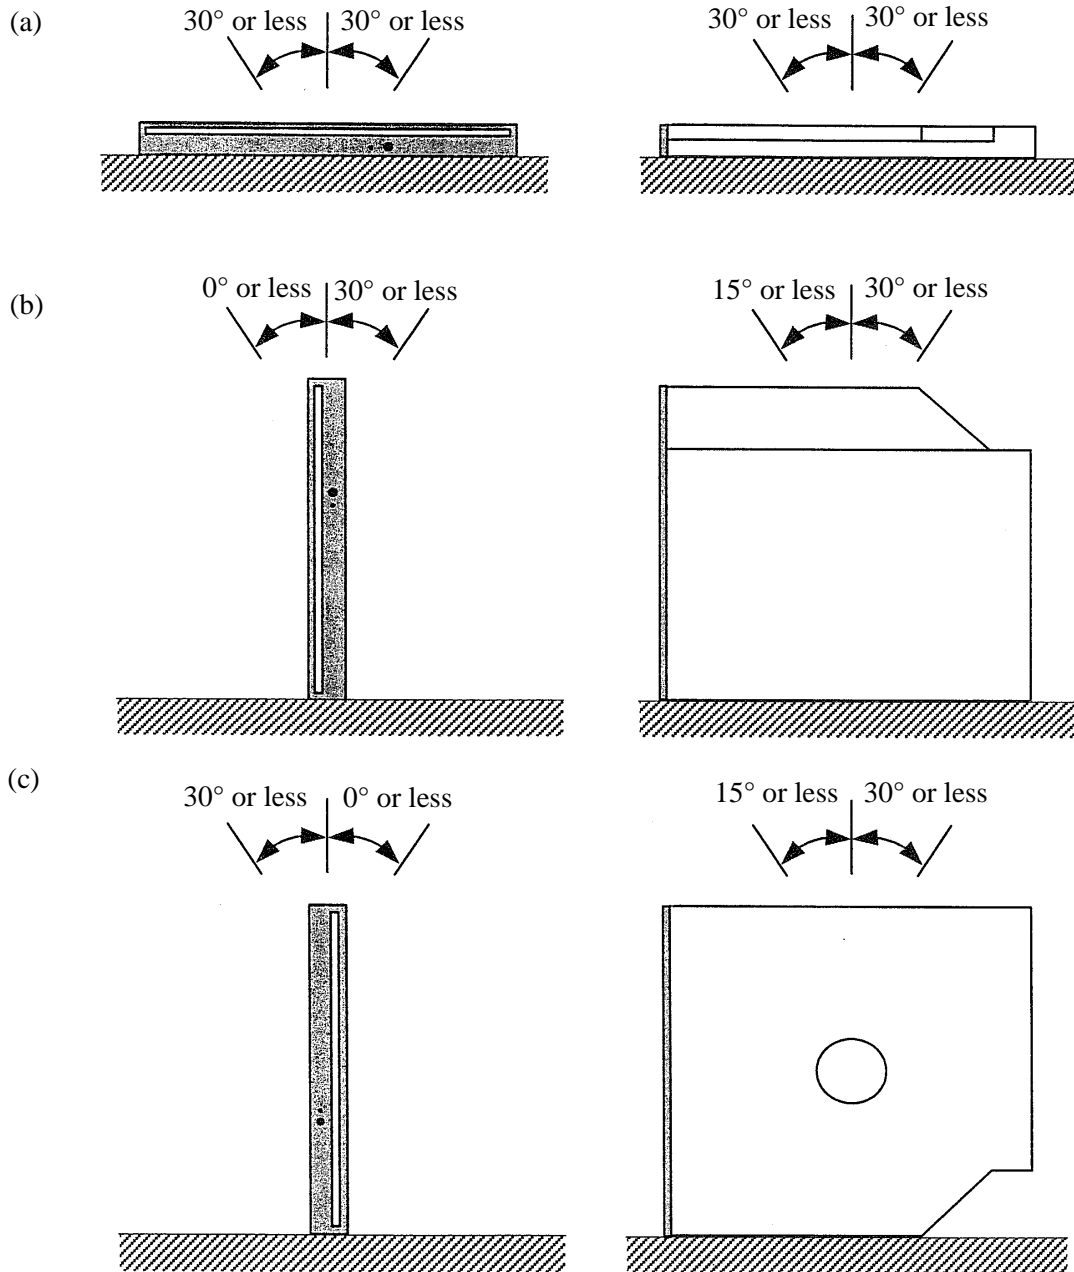 (a)
30° or less 30° or less
30° or less 30° or less
(b)
0° or less 30° or less
15° or less 30° or less
(c)
30° or less 0° or less
15° or less 30° or less